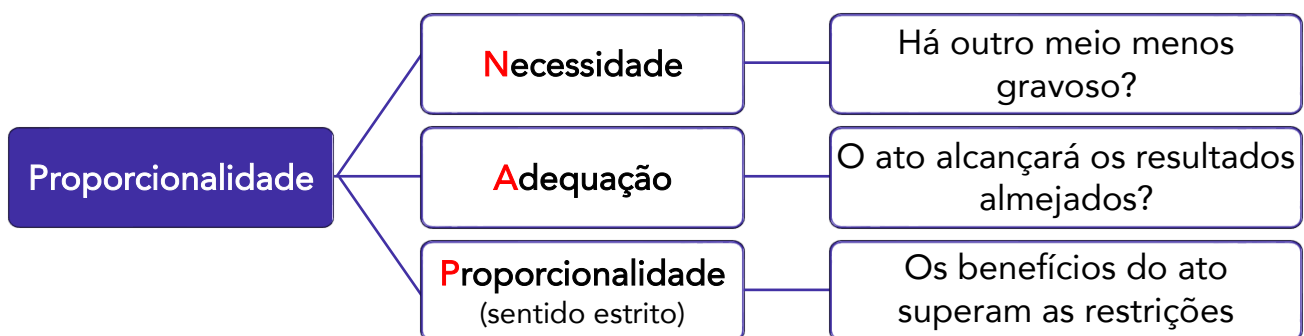 Proporcionalidade
Necessidade
Há outro meio menos
gravoso?
Adequação
O ato alcançará os resultados
almejados?
Proporcionalidade
(sentido estrito)
Os benefícios do ato
superam as restrições